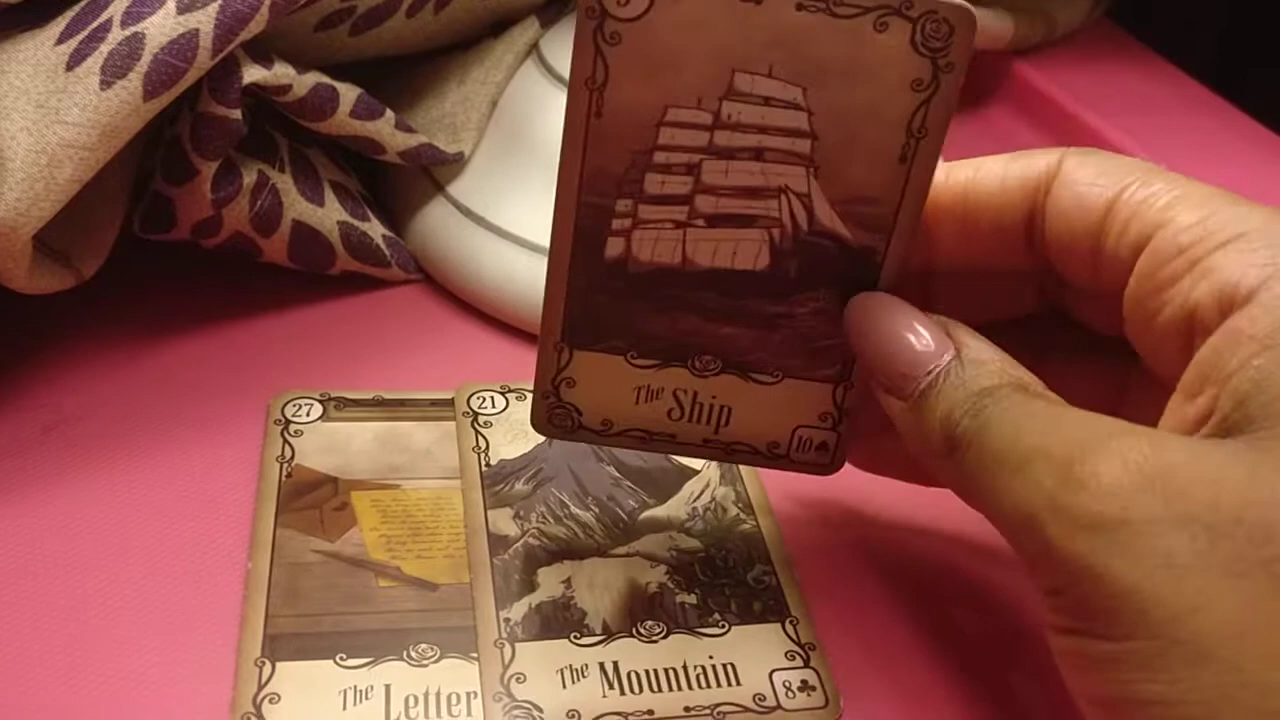 The Ship
10♠
27
21
The Letter
The Mountain
8♣